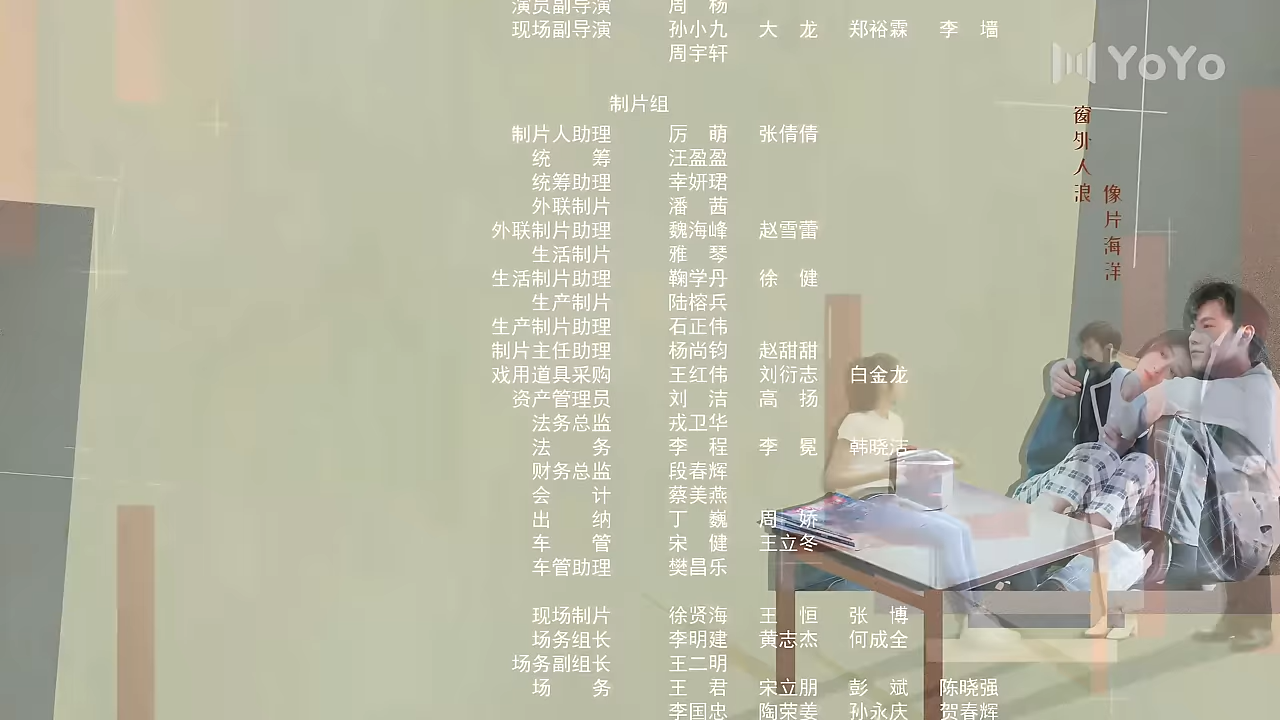 演员副导演 周 杨
现场副导演 孙小九 大 龙 郑裕霖 李 墙
周宇轩
制片组
制片人助理 厉 萌 张倩倩
统 筹 汪盈盈
统筹助理 幸妍珺
外联制片 潘 茜
外联制片助理 魏海峰 赵雪蕾
生活制片 雅 琴
生活制片助理 鞠学丹 徐 健
生产制片 陆榕兵
生产制片助理 石正伟
制片主任助理 杨尚钧 赵甜甜
戏用道具采购 王红伟 刘衍志 白金龙
资产管理员 刘 洁 高 扬
法务总监 戎卫华
法 务 李 程 李 冕 韩晓洁
财务总监 段春辉
会 计 蔡美燕
出 纳 丁 巍 周 娇
车 管 宋 健 王立冬
车管助理 樊昌乐
现场制片 徐贤海 王 恒 张 博
场务组长 李明建 黄志杰 何成全
场务副组长 王二明
场 务 王 君 宋立朋 彭 斌 陈晓强
李国忠 陶荣姜 孙永庆 贺春辉
YoYo
窗外人浪
像片海洋